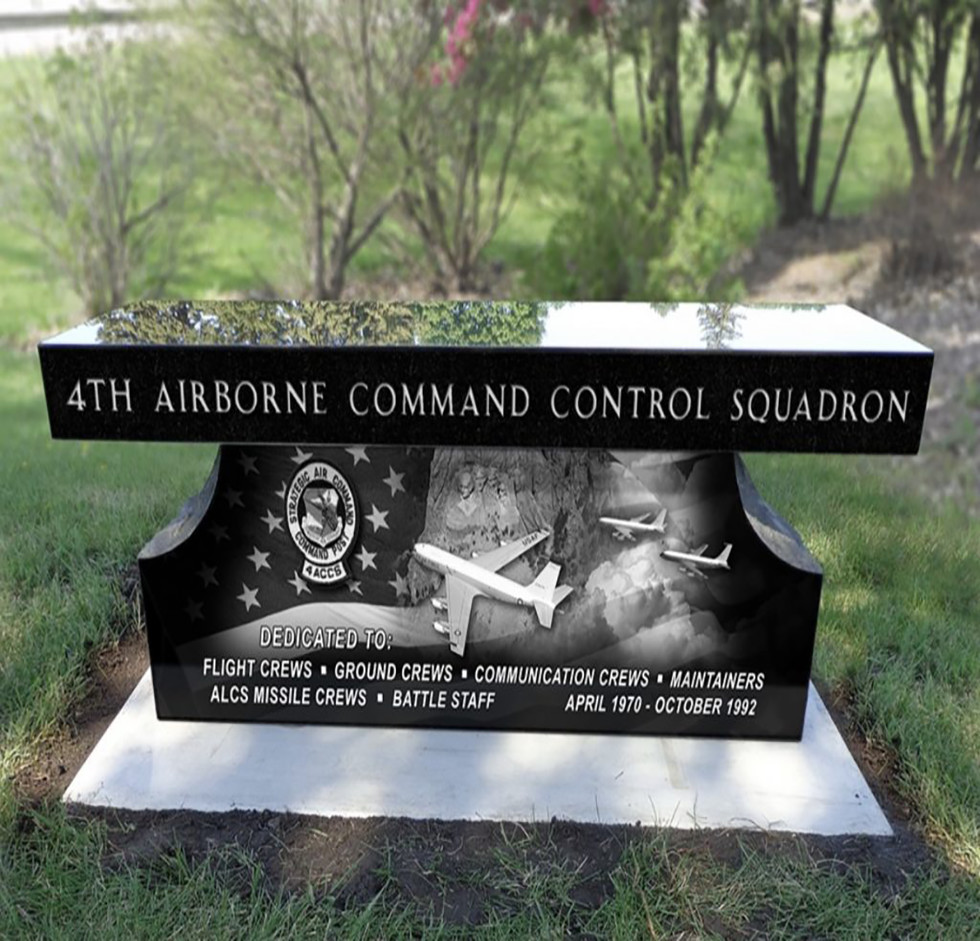 4TH AIRBORNE COMMAND CONTROL SQUADRON
STRATEGIC AIR COMMAND
COMMAND POST
4ACCS
USAF
DEDICATED TO:
FLIGHT CREWS ▪ GROUND CREWS ▪ COMMUNICATION CREWS ▪ MAINTAINERS
ALCS MISSILE CREWS ▪ BATTLE STAFF APRIL 1970 - OCTOBER 1992